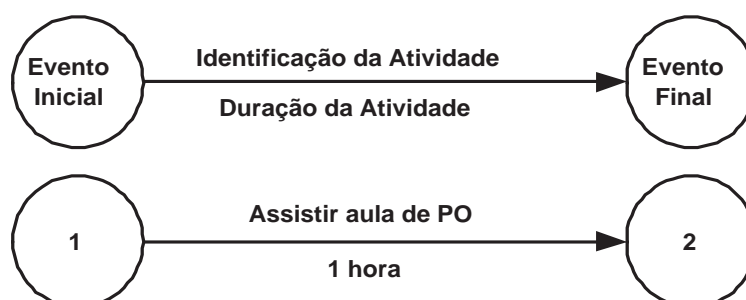 Evento
Inicial
Identificação da Atividade
Duração da Atividade
Evento
Final
1
Assistir aula de PO
1 hora
2